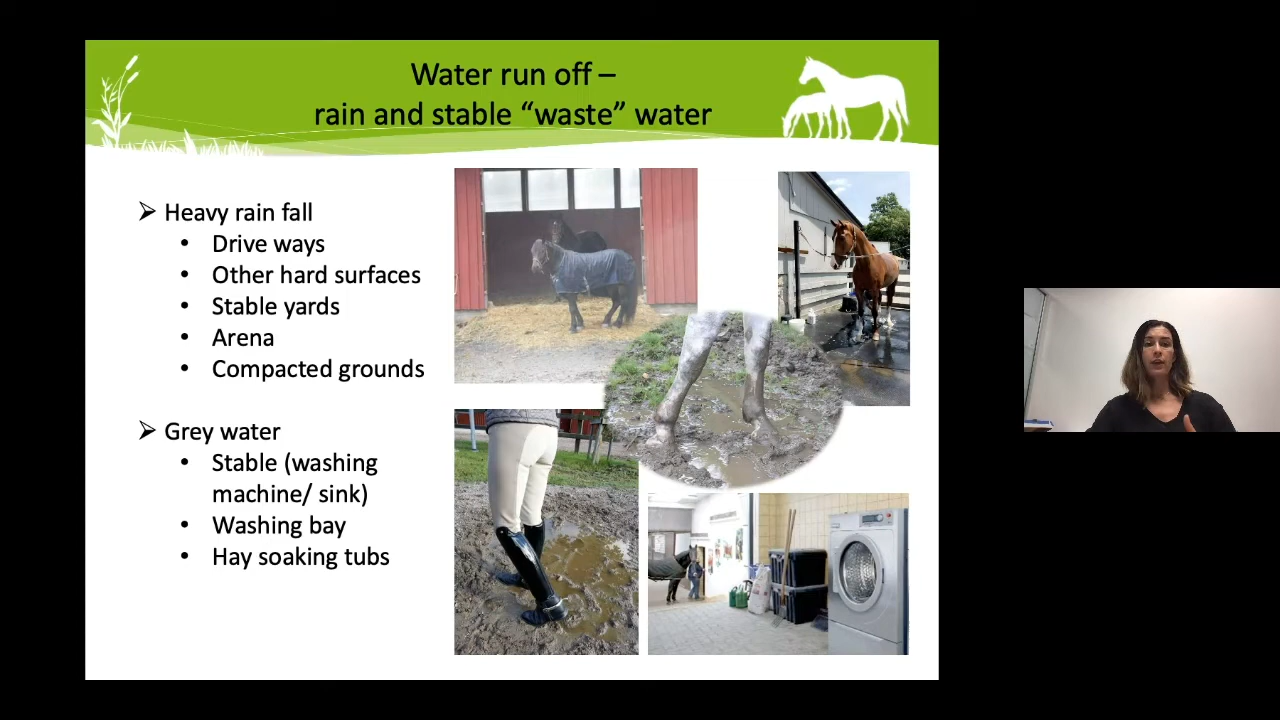 Water run off –
rain and stable “waste” water
➢ Heavy rain fall
• Drive ways
• Other hard surfaces
• Stable yards
• Arena
• Compacted grounds
➢ Grey water
• Stable (washing
machine/ sink)
• Washing bay
• Hay soaking tubs